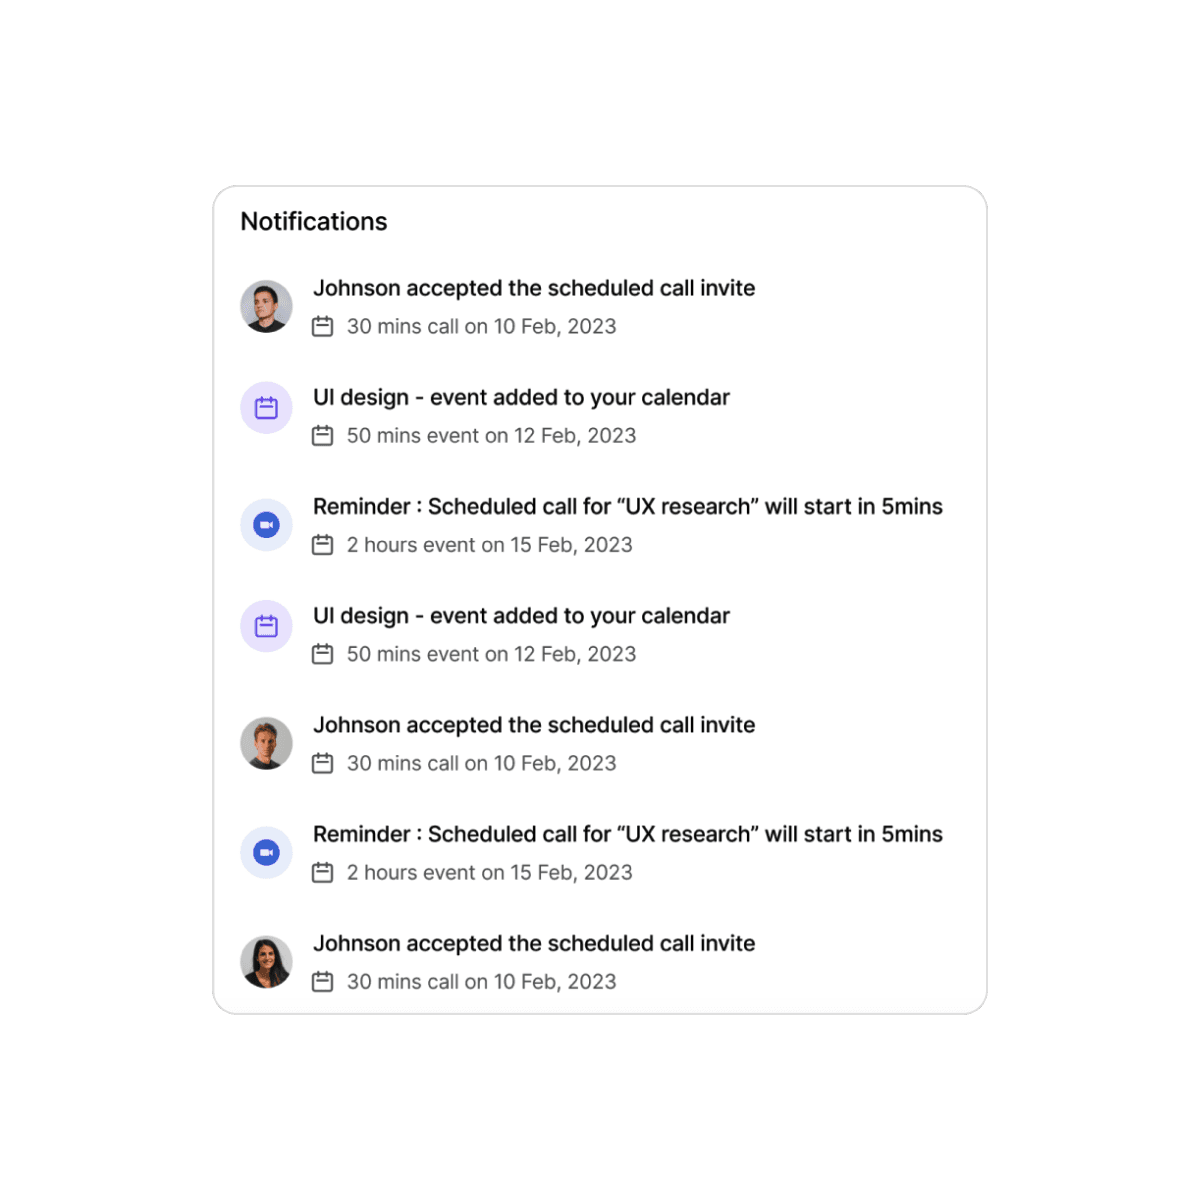 Notifications
Johnson accepted the scheduled call invite
30 mins call on 10 Feb, 2023
UI design - event added to your calendar
50 mins event on 12 Feb, 2023
Reminder : Scheduled call for “UX research” will start in 5mins
2 hours event on 15 Feb, 2023
UI design - event added to your calendar
50 mins event on 12 Feb, 2023
Johnson accepted the scheduled call invite
30 mins call on 10 Feb, 2023
Reminder : Scheduled call for “UX research” will start in 5mins
2 hours event on 15 Feb, 2023
Johnson accepted the scheduled call invite
30 mins call on 10 Feb, 2023